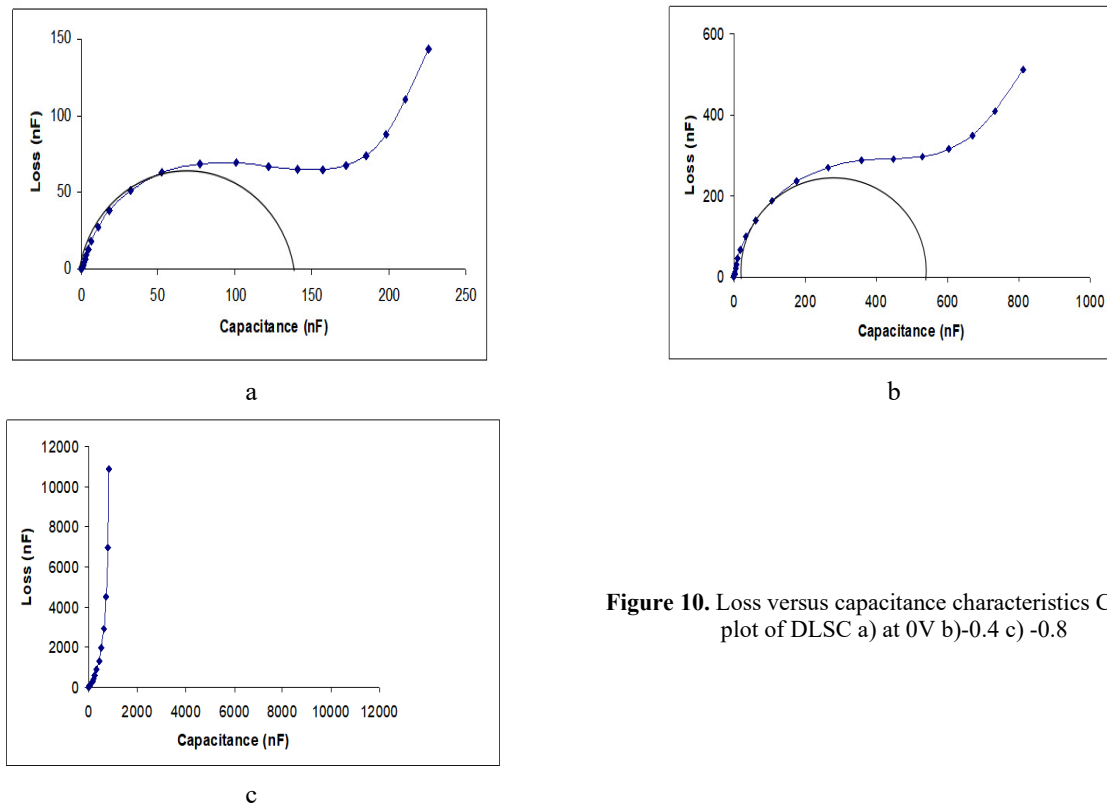 150
100
50
0
Loss (nF)
0 50 100 150 200 250
Capacitance (nF)
a
600
400
200
0
Loss (nF)
0 200 400 600 800 1000
Capacitance (nF)
b
12000
10000
8000
6000
4000
2000
0
Loss (nF)
0 2000 4000 6000 8000 10000 12000
Capacitance (nF)
c
Figure 10. Loss versus capacitance characteristics
plot of DLSC a) at 0V b)-0.4 c) -0.8